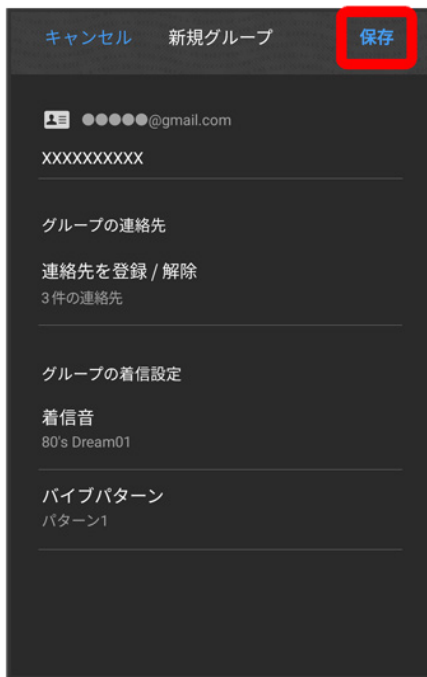 キャンセル 新規グループ 保存
●●●●●@gmail.com
XXXXXXXXXX
グループの連絡先
連絡先を登録 / 解除
3件の連絡先
グループの着信設定
着信音
80's Dream01
バイブパターン
パターン1